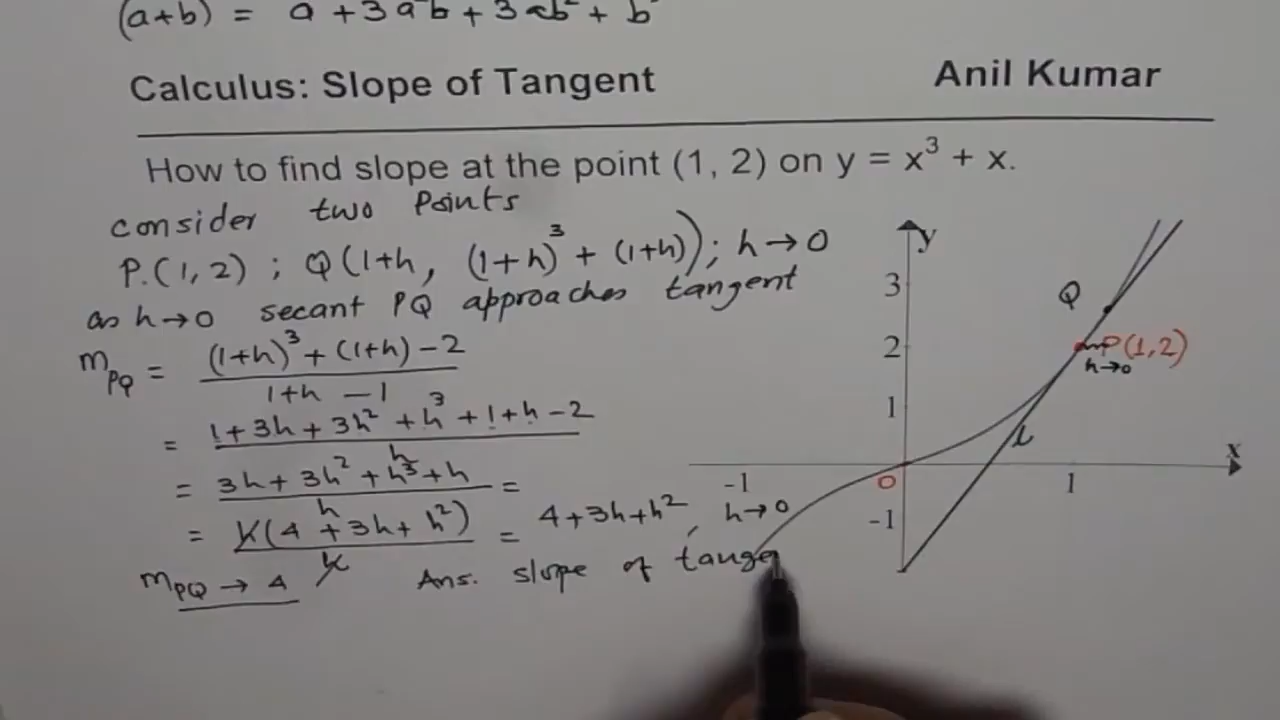 (a+b) = a + 3a b + 3ab² + b
Calculus: Slope of Tangent
Anil Kumar
How to find slope at the point (1, 2) on y = x³ + x.
consider two Points
P.(1,2) ; Q(1+h, (1+h)³ + (1+h)); h→0
as h→0 secant PQ approaches tangent
m_PQ = ((1+h)³ + (1+h) - 2) / (1+h - 1)
= (1 + 3h + 3h² + h³ + 1 + h - 2) / h
= (3h + 3h² + h³ + h) / h =
= h(4 + 3h + h²) / h = 4+3h+h², h→0
m_PQ → 4
Ans. slope of tange
y
3
2
1
-1
-1
0
1
x
Q
P(1,2)
h→0
l